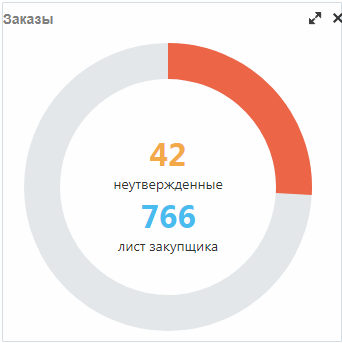 Заказы
42
неутвержденные
766
лист закупщика